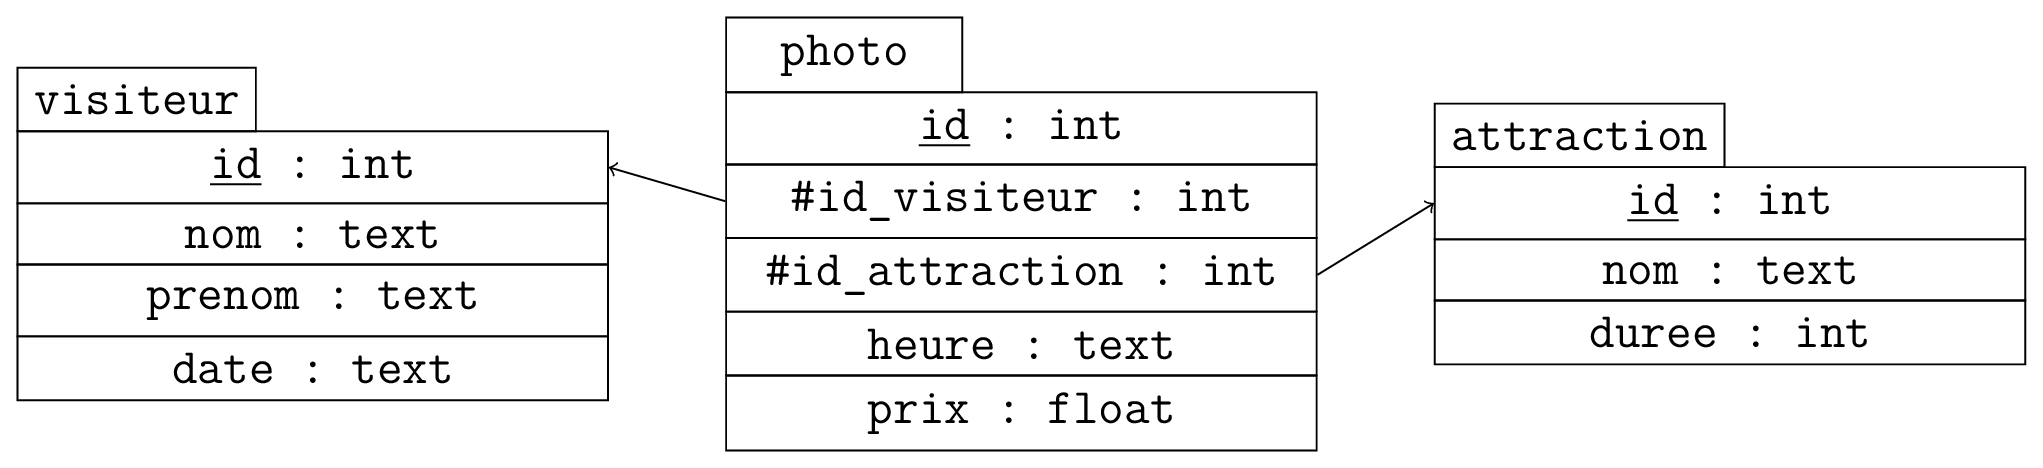 visiteur
id : int
nom : text
prenom : text
date : text
photo
id : int
#id_visiteur : int
#id_attraction : int
heure : text
prix : float
attraction
id : int
nom : text
duree : int